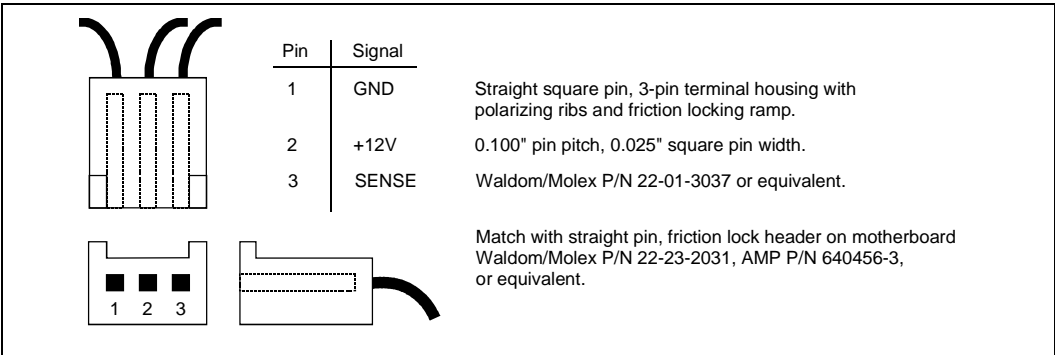 Pin Signal
1 GND Straight square pin, 3-pin terminal housing with
polarizing ribs and friction locking ramp.
2 +12V 0.100" pin pitch, 0.025" square pin width.
3 SENSE Waldom/Molex P/N 22-01-3037 or equivalent.
Match with straight pin, friction lock header on motherboard
Waldom/Molex P/N 22-23-2031, AMP P/N 640456-3,
or equivalent.
1 2 3